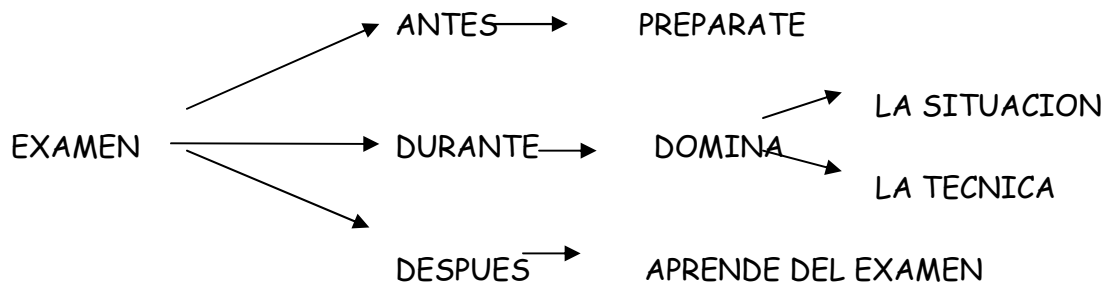 ANTES PREPARATE
LA SITUACION
EXAMEN DURANTE DOMINA
LA TECNICA
DESPUES APRENDE DEL EXAMEN